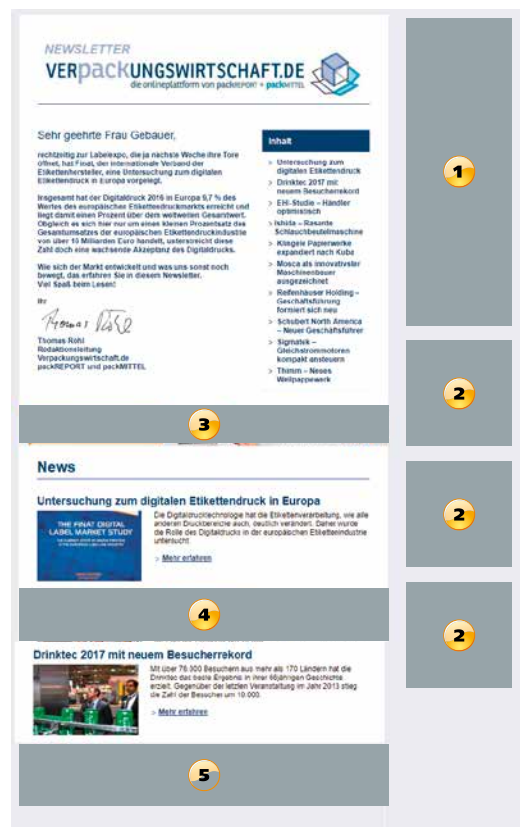 NEWSLETTER
VERpackUNGSWIRTSCHAFT.DE
die onlineplattform von packREPORT + packMITTEL
Sehr geehrte Frau Gebauer,
rechtzeitig zur Labelexpo, die ja nächste Woche ihre Tore
öffnet, hat Finat, der internationale Verband der
Etikettenhersteller, eine Untersuchung zum digitalen
Etikettendruck in Europa vorgelegt.
Insgesamt hat der Digitaldruck 2016 in Europa 9,7 % des
Wertes des europäischen Etikettendruckmarkts erreicht und
liegt damit einen Prozent über dem weltweiten Gesamtwert.
Obgleich es sich hier nur um einen kleinen Prozentsatz des
Gesamtumsatzes der europäischen Etikettendruckindustrie
von über 10 Milliarden Euro handelt, unterstreicht diese
Zahl doch eine wachsende Akzeptanz des Digitaldrucks.
Wie sich der Markt entwickelt und was uns sonst noch
bewegt, das erfahren Sie in diesem Newsletter.
Viel Spaß beim Lesen!
Ihr
Thomas Röhl
Thomas Röhl
Redaktionsleitung
Verpackungswirtschaft.de
packREPORT und packMITTEL
Inhalt
> Untersuchung zum
digitalen Etikettendruck
> Drinktec 2017 mit
neuem Besucherrekord
> EHI-Studie – Händler
optimistisch
> Ishida – Rasante
Schlauchbeutelmaschine
> Klingele Papierwerke
expandiert nach Kuba
> Mosca als innovativster
Maschinenbauer
ausgezeichnet
> Reifenhäuser Holding –
Geschäftsführung
formiert sich neu
> Schubert North America
– Neuer Geschäftsführer
> Sigmatek –
Gleichstrommotoren
kompakt ansteuern
> Thimm – Neues
Wellpappewerk
1
2
2
2
3
News
Untersuchung zum digitalen Etikettendruck in Europa
THE FINAT DIGITAL
LABEL MARKET STUDY
Die Digitaldrucktechnologie hat die Etikettenverarbeitung, wie alle
anderen Druckbereiche auch, deutlich verändert. Daher wurde
die Rolle des Digitaldrucks in der europäischen Etikettenindustrie
untersucht.
> Mehr erfahren
4
Drinktec 2017 mit neuem Besucherrekord
Mit über 76.000 Besuchern aus mehr als 170 Ländern hat die
Drinktec das beste Ergebnis in ihrer 66jährigen Geschichte
erzielt. Gegenüber der letzten Veranstaltung im Jahr 2013 stieg
die Zahl der Besucher um 10.000.
> Mehr erfahren
5